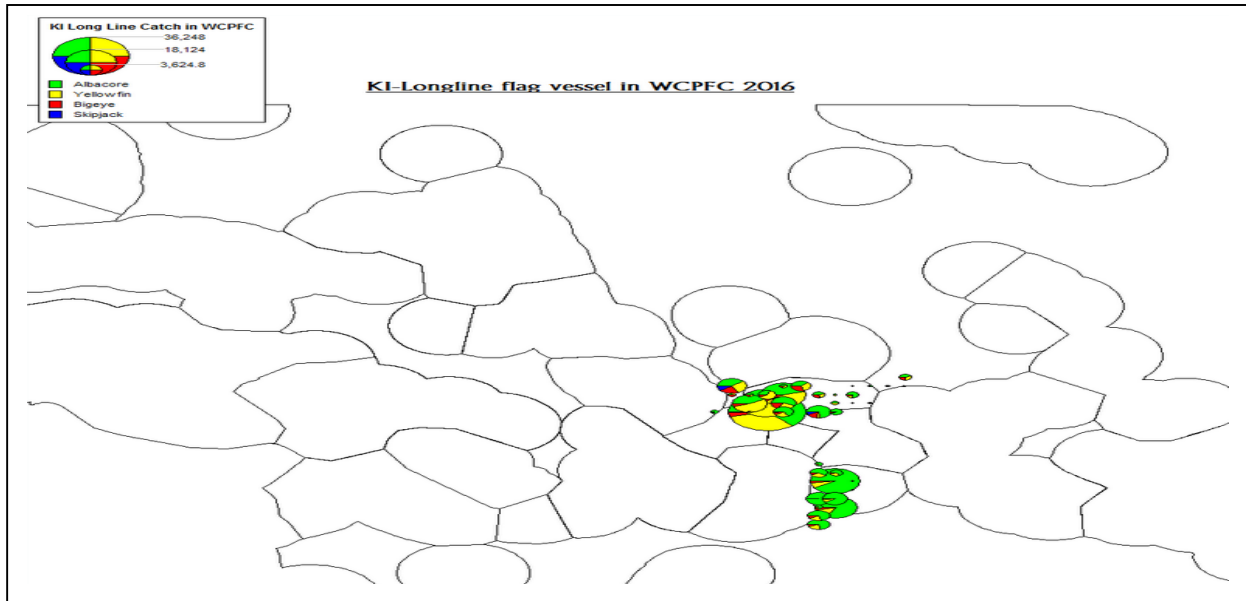 KI Long Line Catch in WCPFC
36,248
18,124
3,624.8
Albacore
Yellowfin
Bigeye
Skipjack
KI-Longline flag vessel in WCPFC 2016